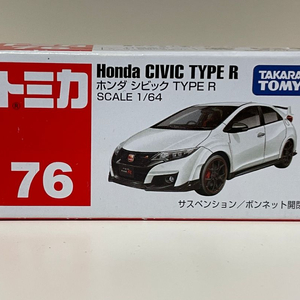 トミカ
76
Honda CIVIC TYPE R
ホンダ シビック TYPE R
SCALE 1/64
TAKARA
TOMY
サスペンション/ボンネット開閉